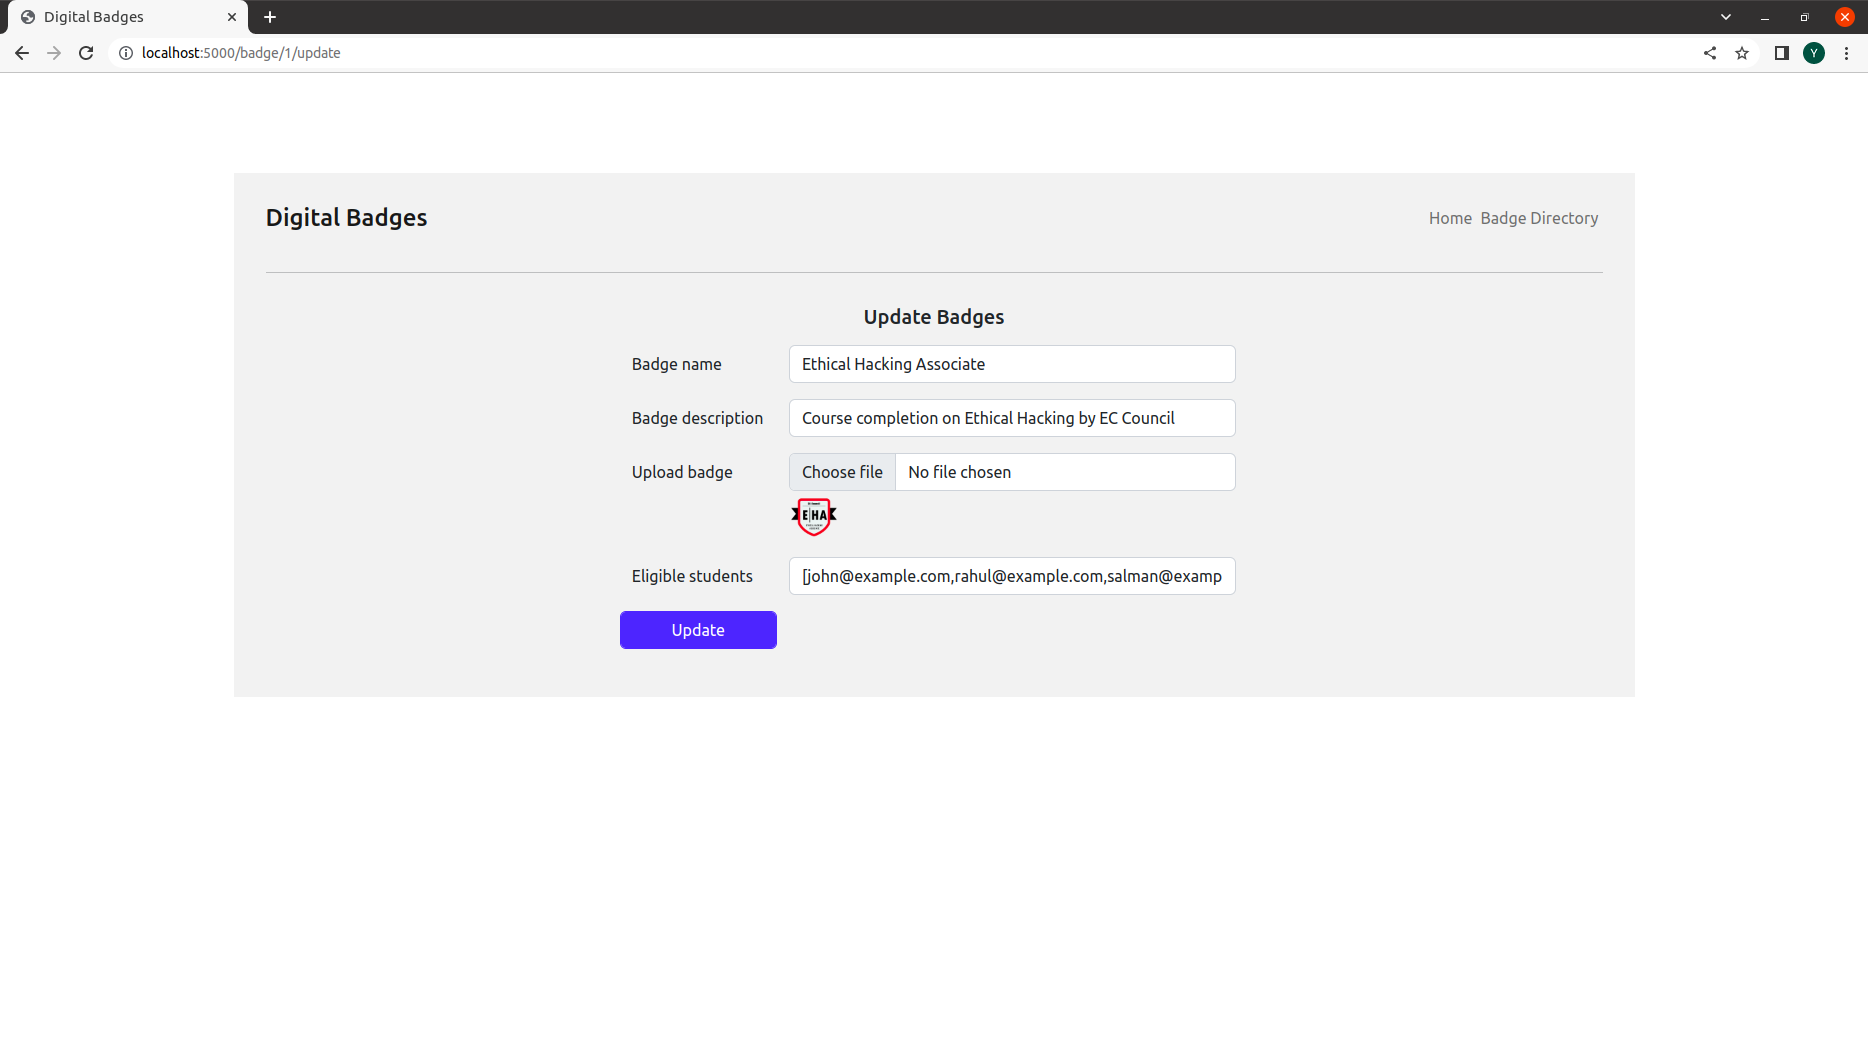 Digital Badges
localhost:5000/badge/1/update
Y
Digital Badges
Home Badge Directory
Update Badges
Badge name
Ethical Hacking Associate
Badge description
Course completion on Ethical Hacking by EC Council
Upload badge
Choose file No file chosen
E|HA
Eligible students
[john@example.com,rahul@example.com,salman@examp
Update